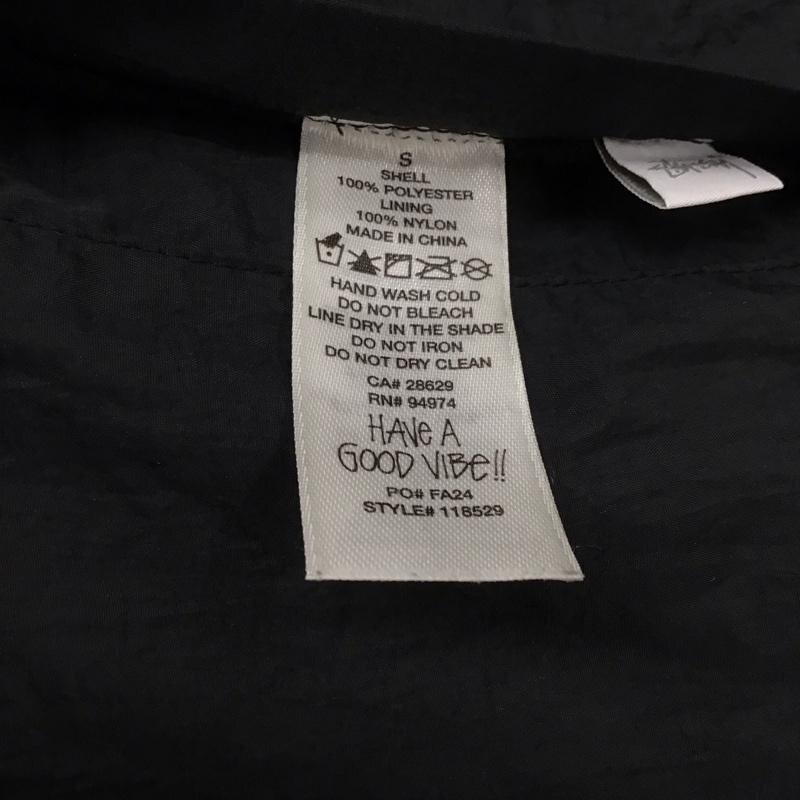 S
SHELL
100% POLYESTER
LINING
100% NYLON
MADE IN CHINA
HAND WASH COLD
DO NOT BLEACH
LINE DRY IN THE SHADE
DO NOT IRON
DO NOT DRY CLEAN
CA# 28629
RN# 94974
HAVE A
GOOD VIBE!!
PO# FA24
STYLE# 118529